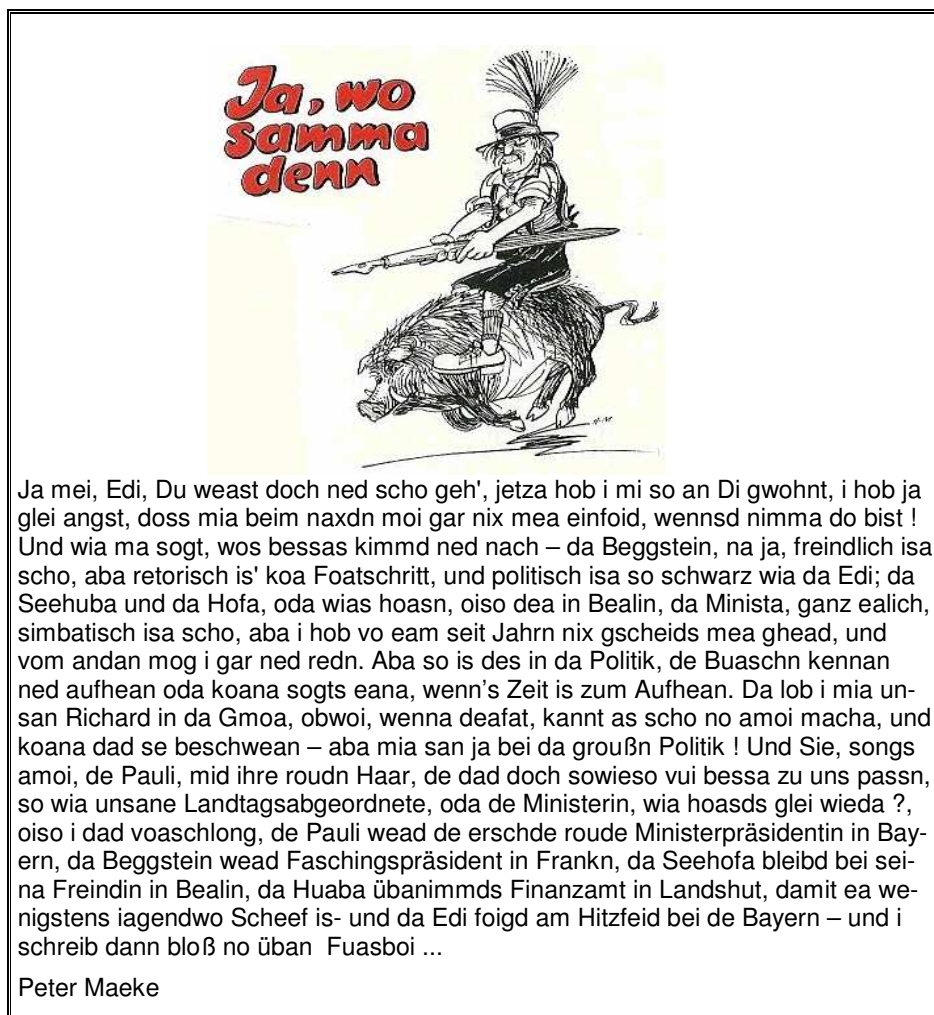 Ja, wo
samma
denn
Ja mei, Edi, Du weast doch ned scho geh', jetza hob i mi so an Di gwohnt, i hob ja
glei angst, doss mia beim naxdn moi gar nix mea einfoid, wennsd nimma do bist !
Und wia ma sogt, wos bessas kimmd ned nach – da Beggstein, na ja, freindlich isa
scho, aba retorisch is' koa Foatschritt, und politisch isa so schwarz wia da Edi; da
Seehuba und da Hofa, oda wias hoasn, oiso dea in Bealin, da Minista, ganz ealich,
simbatisch isa scho, aba i hob vo eam seit Jahrn nix gscheids mea ghead, und
vom andan mog i gar ned redn. Aba so is des in da Politik, de Buaschn kennan
ned aufhean oda koana sogts eana, wenn's Zeit is zum Aufhean. Da lob i mia un-
san Richard in da Gmoa, obwoi, wenna deafat, kannt as scho no amoi macha, und
koana dad se beschwean – aba mia san ja bei da groußn Politik ! Und Sie, songs
amoi, de Pauli, mid ihre roudn Haar, de dad doch sowieso vui bessa zu uns passn,
so wia unsane Landtagsabgeordnete, oda de Ministerin, wia hoasds glei wieda ?,
oiso i dad voaschlong, de Pauli wead de erschde roude Ministerpräsidentin in Bay-
ern, da Beggstein wead Faschingspräsident in Frankn, da Seehofa bleibd bei sei-
na Freindin in Bealin, da Huaba übanimmds Finanzamt in Landshut, damit ea we-
nigstens iagendwo Scheef is- und da Edi foigd am Hitzfeid bei de Bayern – und i
schreib dann bloß no üban  Fuasboi ...
Peter Maeke